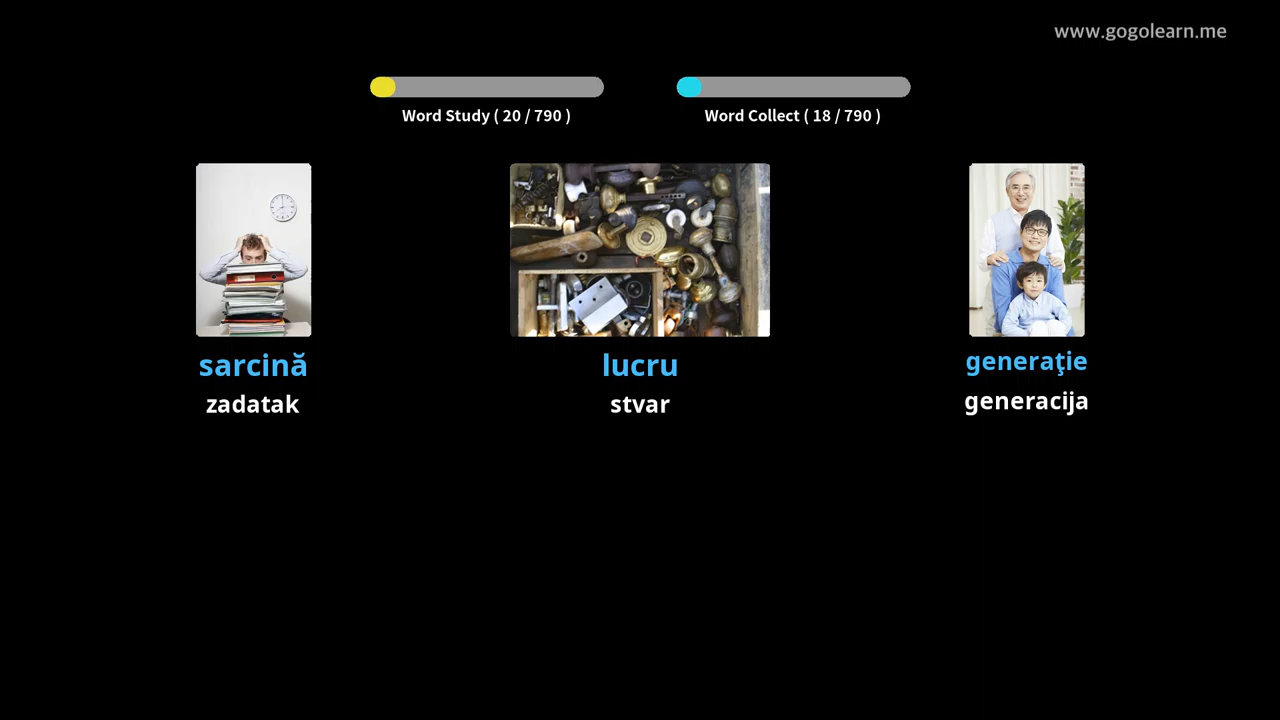 www.gogolearn.me
Word Study ( 20 / 790 )
Word Collect ( 18 / 790 )
sarcină
lucru
generaţie
zadatak
stvar
generacija